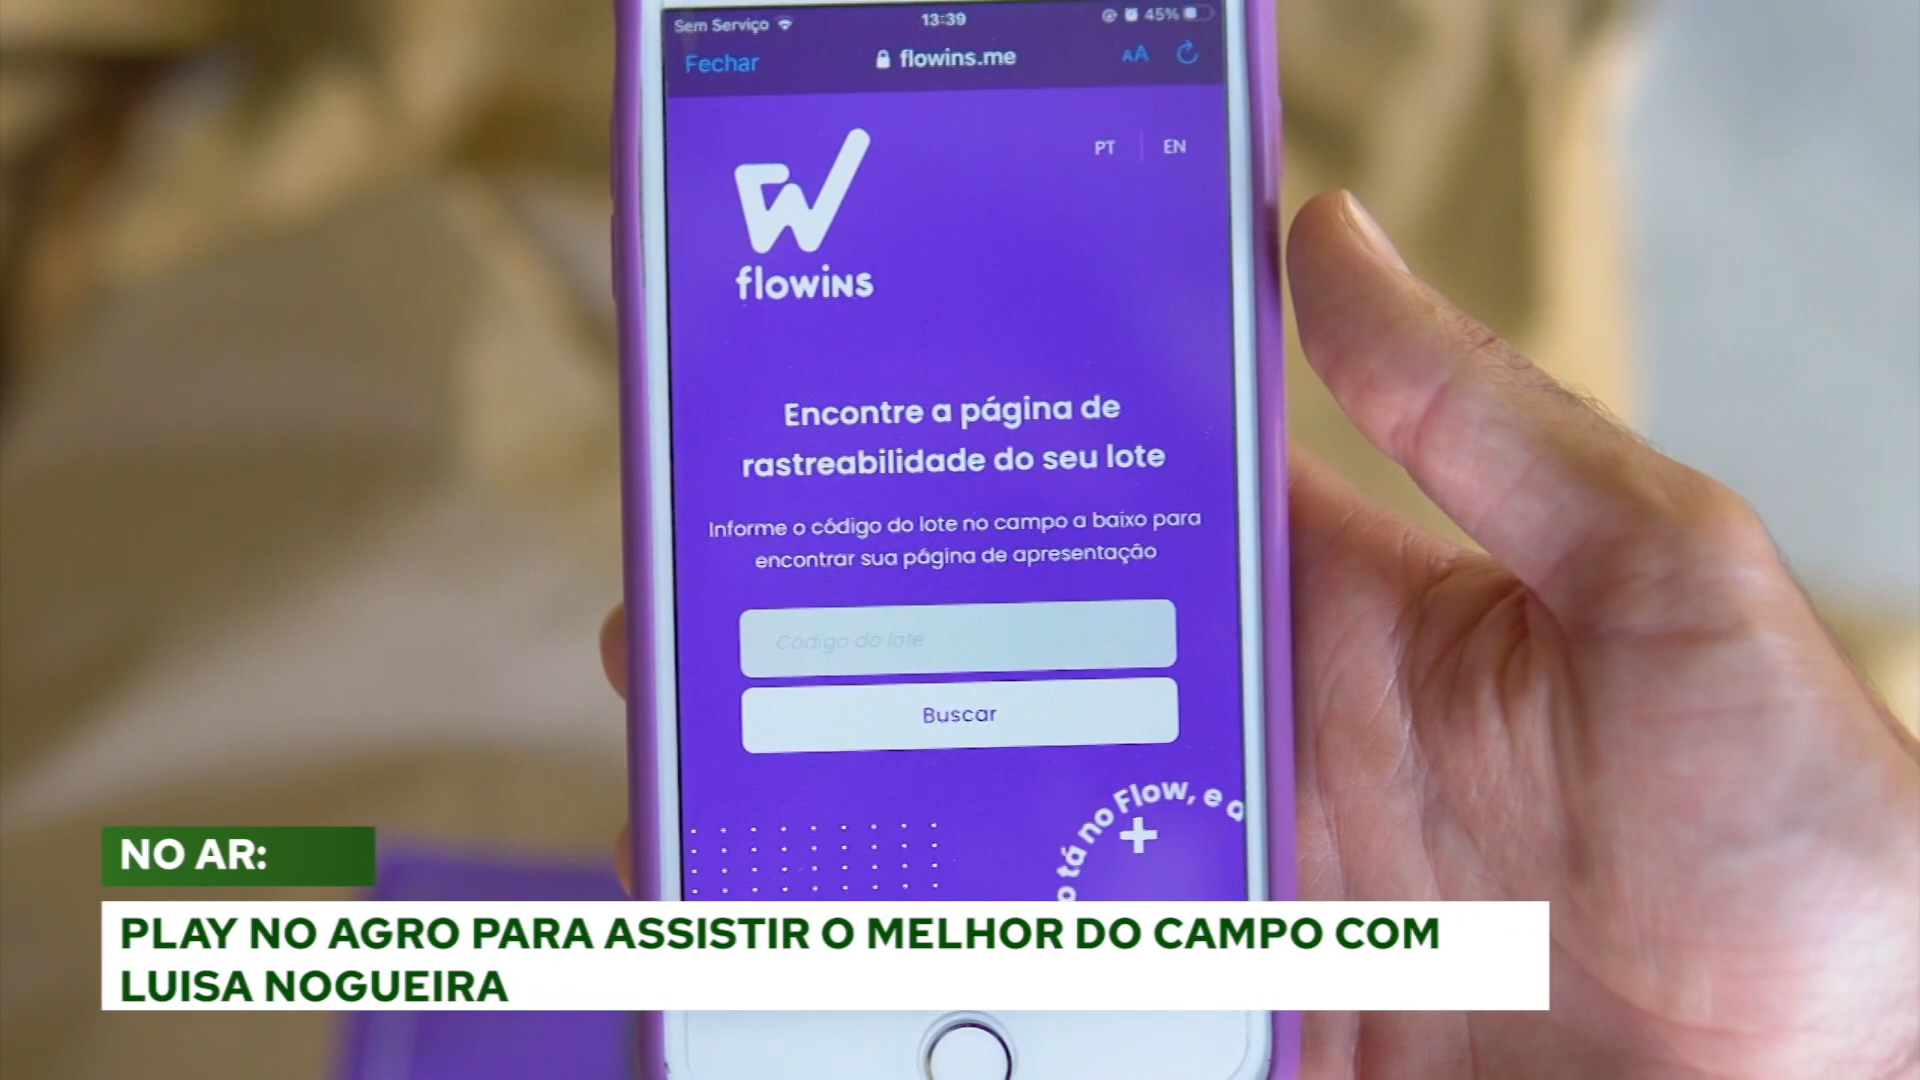 Sem Serviço
13:39
45%
Fechar
flowins.me
AA
PT
EN
flowins
Encontre a página de
rastreabilidade do seu lote
Informe o código do lote no campo a baixo para
encontrar sua página de apresentação
Código do lote
Buscar
o tá no Flow, e o
NO AR:
PLAY NO AGRO PARA ASSISTIR O MELHOR DO CAMPO COM
LUISA NOGUEIRA